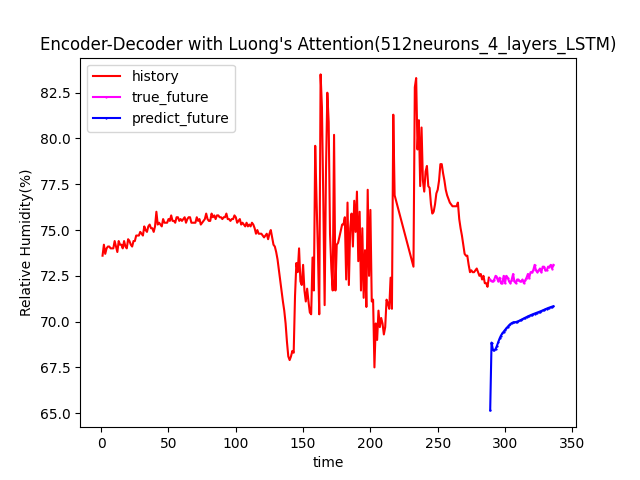 Encoder-Decoder with Luong's Attention(512neurons_4_layers_LSTM)
history
true_future
predict_future
Relative Humidity(%)
82.5
80.0
77.5
75.0
72.5
70.0
67.5
65.0
0 50 100 150 200 250 300 350
time